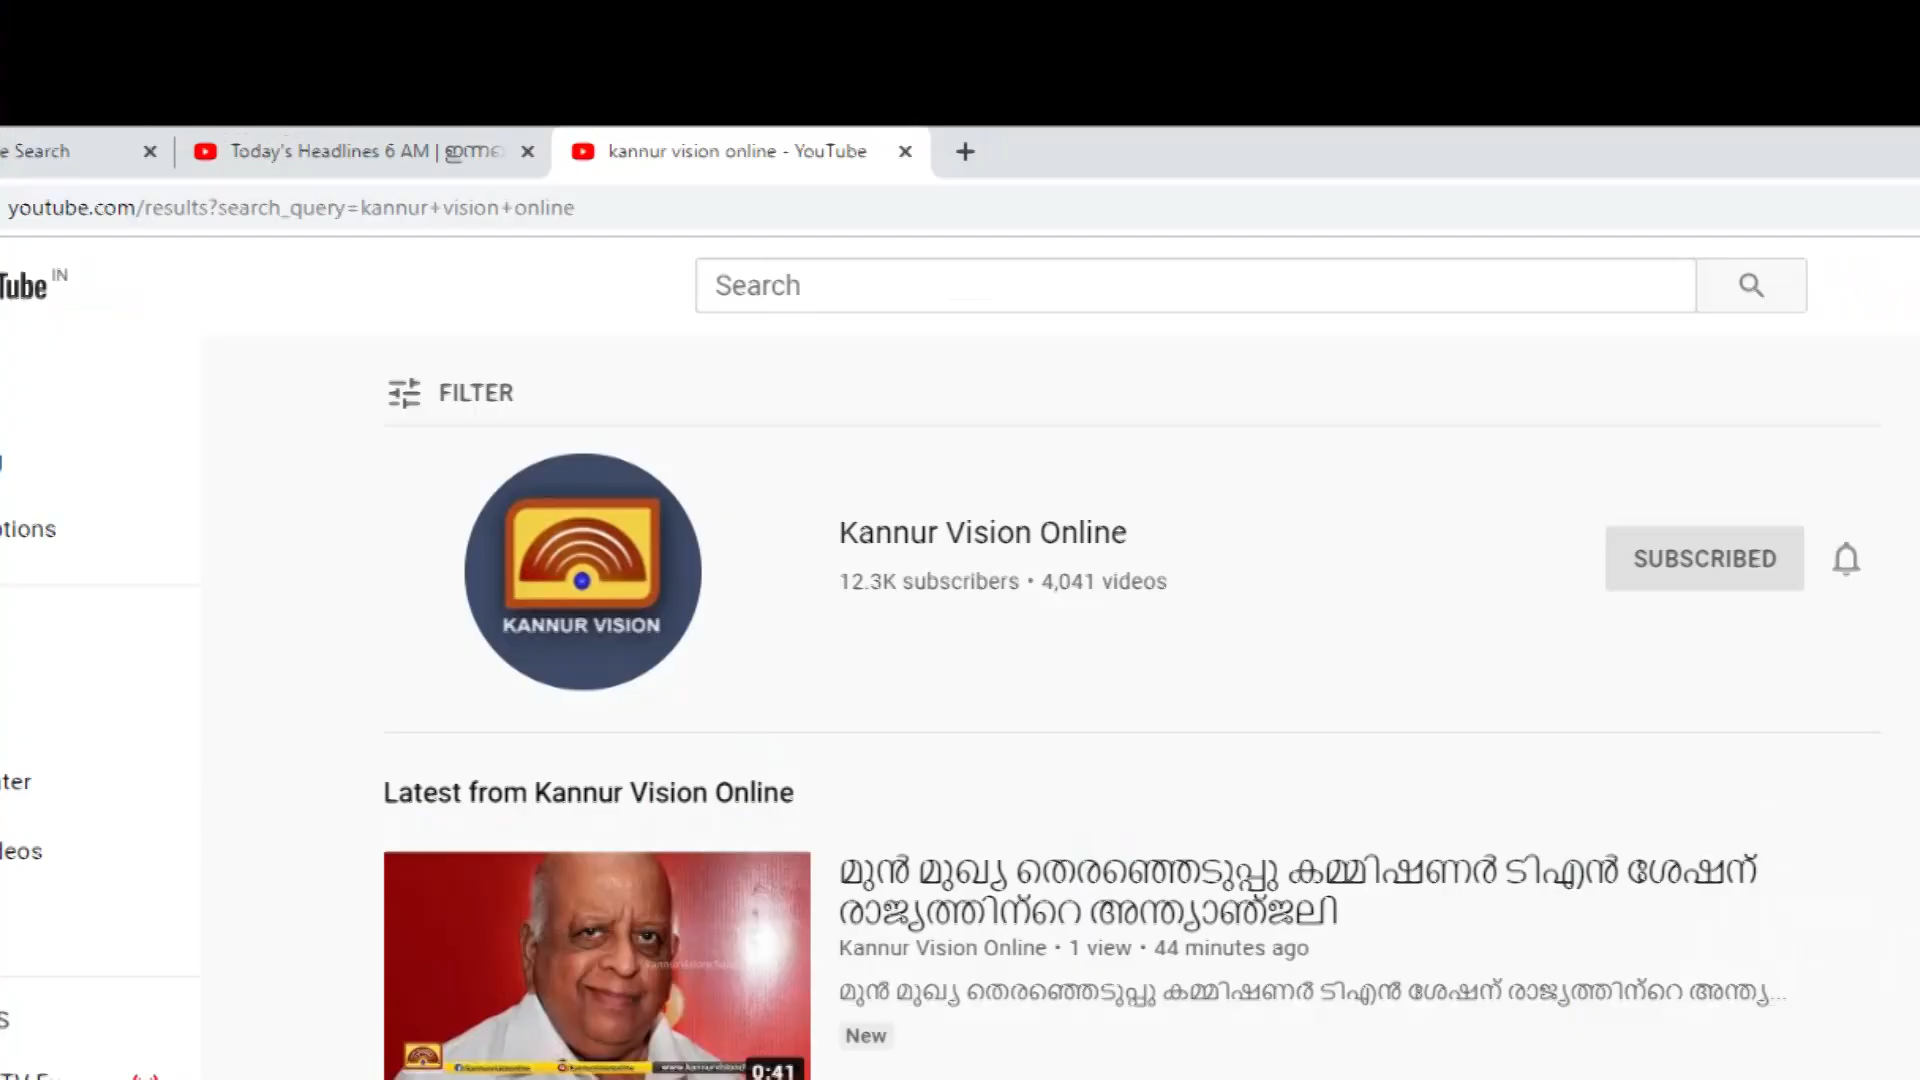 e Search
Today's Headlines 6 AM | ഇന്നത്
kannur vision online - YouTube
youtube.com/results?search_query=kannur+vision+online
Tube IN
Search
FILTER
KANNUR VISION
Kannur Vision Online
12.3K subscribers • 4,041 videos
SUBSCRIBED
Latest from Kannur Vision Online
മുൻ മുഖ്യ തെരഞ്ഞെടുപ്പു കമ്മിഷണർ ടിഎൻ ശേഷന്
രാജ്യത്തിന്റെ അന്ത്യാഞ്ജലി
Kannur Vision Online • 1 view • 44 minutes ago
മുൻ മുഖ്യ തെരഞ്ഞെടുപ്പു കമ്മിഷണർ ടിഎൻ ശേഷന് രാജ്യത്തിന്റെ അന്ത്യ...
New
0:41
otions
ter
leos
S